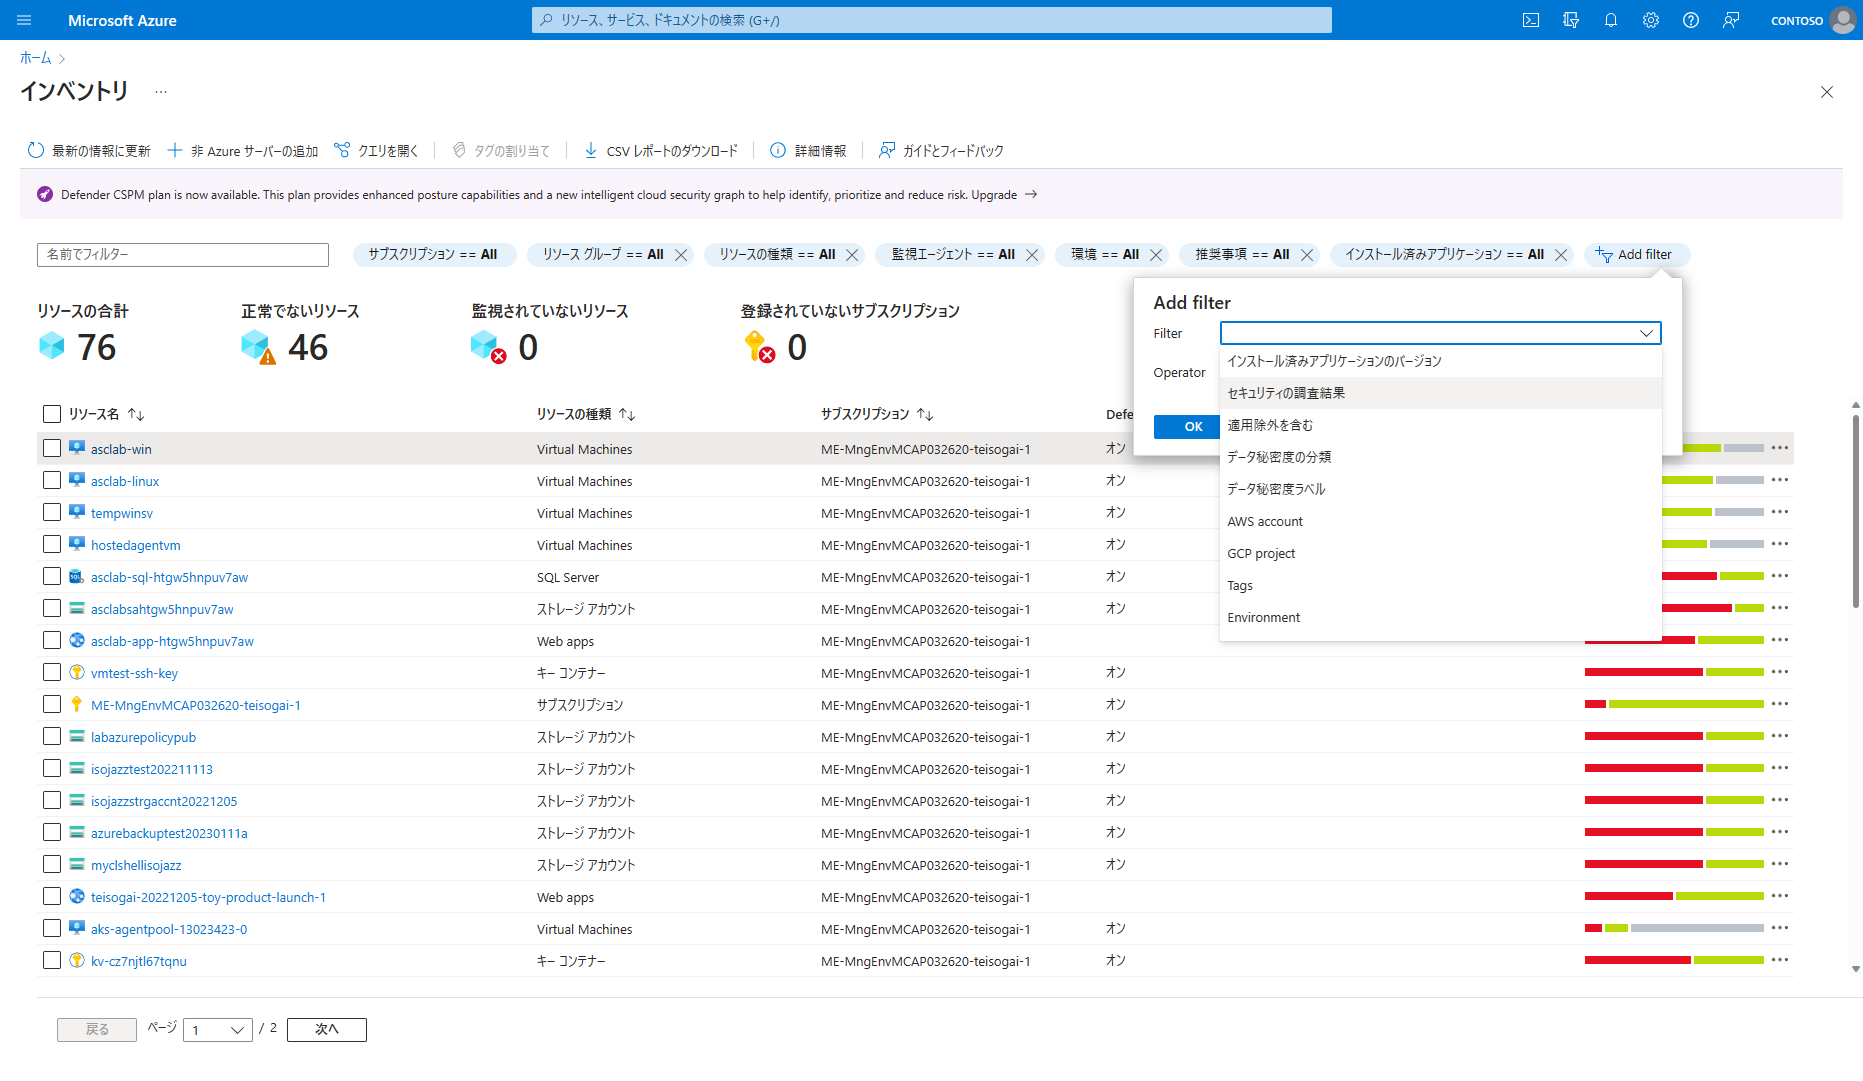 Microsoft Azure
リソース、サービス、ドキュメントの検索 (G+/)
CONTOSO
ホーム
インベントリ
最新の情報に更新
非 Azure サーバーの追加
クエリを開く
タグの割り当て
CSV レポートのダウンロード
詳細情報
ガイドとフィードバック
Defender CSPM plan is now available. This plan provides enhanced posture capabilities and a new intelligent cloud security graph to help identify, prioritize and reduce risk. Upgrade →
名前でフィルター
サブスクリプション == All
リソース グループ == All
リソースの種類 == All
監視エージェント == All
環境 == All
推奨事項 == All
インストール済みアプリケーション == All
Add filter
リソースの合計
76
正常でないリソース
46
監視されていないリソース
0
登録されていないサブスクリプション
0
Add filter
Filter
Operator
OK
インストール済みアプリケーションのバージョン
セキュリティの調査結果
適用除外を含む
データ秘密度の分類
データ秘密度ラベル
AWS account
GCP project
Tags
Environment
リソース名 リソースの種類 サブスクリプション Defe
asclab-win Virtual Machines ME-MngEnvMCAP032620-teisogai-1 オン
asclab-linux Virtual Machines ME-MngEnvMCAP032620-teisogai-1 オン
tempwinsv Virtual Machines ME-MngEnvMCAP032620-teisogai-1 オン
hostedagentvm Virtual Machines ME-MngEnvMCAP032620-teisogai-1 オン
asclab-sql-htgw5hnpuv7aw SQL Server ME-MngEnvMCAP032620-teisogai-1 オン
asclabsahtgw5hnpuv7aw ストレージ アカウント ME-MngEnvMCAP032620-teisogai-1 オン
asclab-app-htgw5hnpuv7aw Web apps ME-MngEnvMCAP032620-teisogai-1
vmtest-ssh-key キー コンテナー ME-MngEnvMCAP032620-teisogai-1 オン
ME-MngEnvMCAP032620-teisogai-1 サブスクリプション ME-MngEnvMCAP032620-teisogai-1 オン
labazurepolicypub ストレージ アカウント ME-MngEnvMCAP032620-teisogai-1 オン
isojazztest202211113 ストレージ アカウント ME-MngEnvMCAP032620-teisogai-1 オン
isojazzstrgaccnt20221205 ストレージ アカウント ME-MngEnvMCAP032620-teisogai-1 オン
azurebackuptest20230111a ストレージ アカウント ME-MngEnvMCAP032620-teisogai-1 オン
myclshellisojazz ストレージ アカウント ME-MngEnvMCAP032620-teisogai-1 オン
teisogai-20221205-toy-product-launch-1 Web apps ME-MngEnvMCAP032620-teisogai-1
aks-agentpool-13023423-0 Virtual Machines ME-MngEnvMCAP032620-teisogai-1 オン
kv-cz7njtl67tqnu キー コンテナー ME-MngEnvMCAP032620-teisogai-1 オン
戻る ページ 1 / 2 次へ